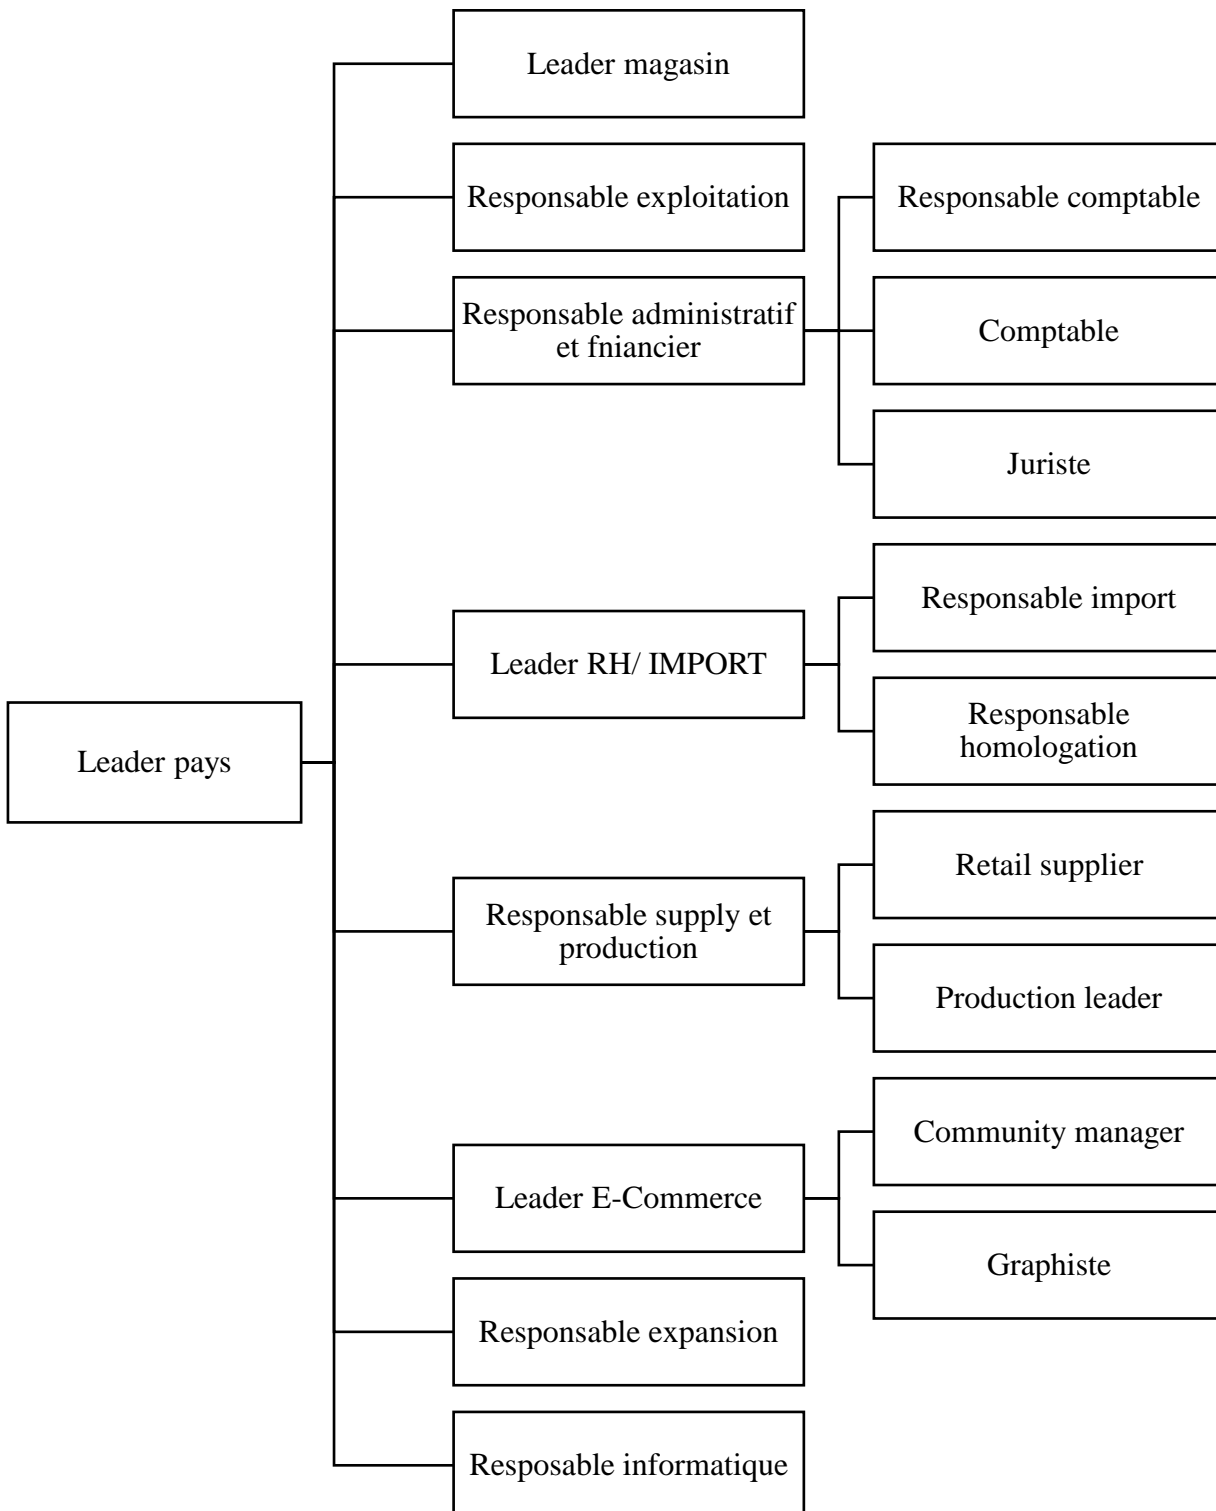 Leader magasin
Responsable exploitation
Responsable comptable
Responsable administratif
et fniancier
Comptable
Juriste
Responsable import
Leader RH/ IMPORT
Responsable
homologation
Leader pays
Retail supplier
Responsable supply et
production
Production leader
Community manager
Leader E-Commerce
Graphiste
Responsable expansion
Resposable informatique